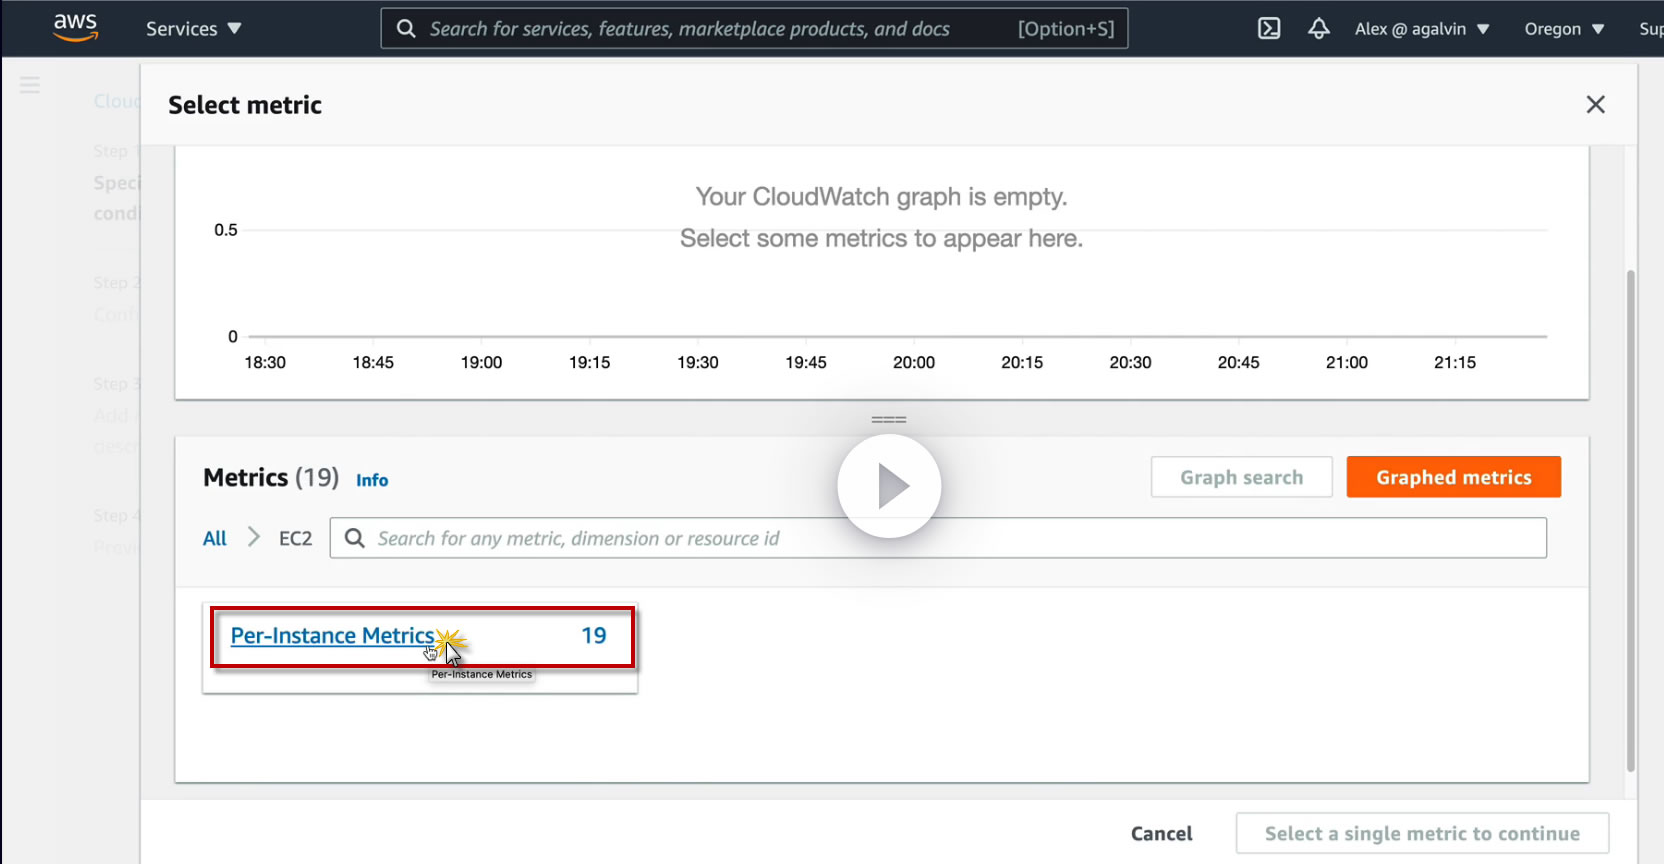 aws
Services
Search for services, features, marketplace products, and docs [Option+S]
Alex @ agalvin
Oregon
Sup
Cloud
Select metric
Step 1
Speci
condi
Your CloudWatch graph is empty.
0.5
Select some metrics to appear here.
Step 2
Confi
0
18:30 18:45 19:00 19:15 19:30 19:45 20:00 20:15 20:30 20:45 21:00 21:15
Step 3
Add A
descr
Metrics (19) Info
Graph search
Graphed metrics
Step 4
Provi
All > EC2
Search for any metric, dimension or resource id
Per-Instance Metrics 19
Per-Instance Metrics
Cancel
Select a single metric to continue